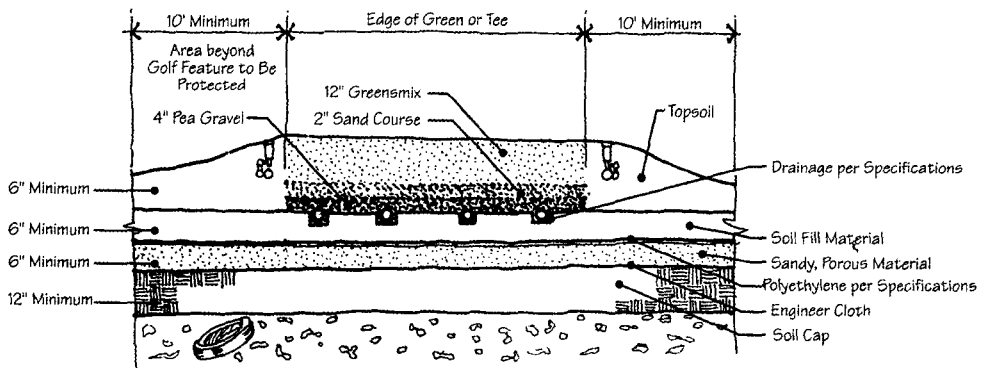 10' Minimum
Edge of Green or Tee
10' Minimum
Area beyond
Golf Feature to Be
Protected
12" Greensmix
4" Pea Gravel
2" Sand Course
Topsoil
Drainage per Specifications
6" Minimum
6" Minimum
Soil Fill Material
6" Minimum
Sandy, Porous Material
Polyethylene per Specifications
12" Minimum
Engineer Cloth
Soil Cap